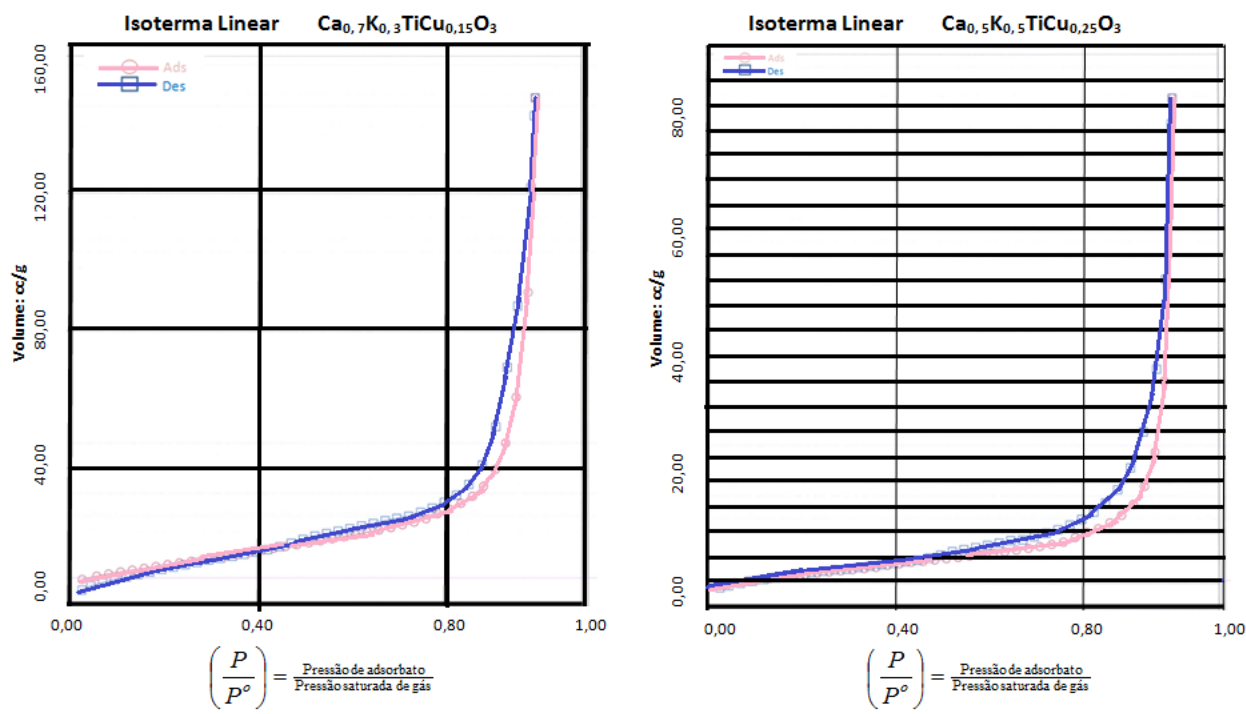 Isoterma Linear Ca0,7K0,3TiCu0,15O3
Ads
Des
160,00
120,00
80,00
40,00
0,00
Volume: cc/g
0,00 0,40 0,80 1,00
(P/Pº) = Pressão de adsorbato/Pressão saturada de gás
Isoterma Linear Ca0,5K0,5TiCu0,25O3
Ads
Des
80,00
60,00
40,00
20,00
0,00
Volume: cc/g
0,00 0,40 0,80 1,00
(P/Pº) = Pressão de adsorbato/Pressão saturada de gás